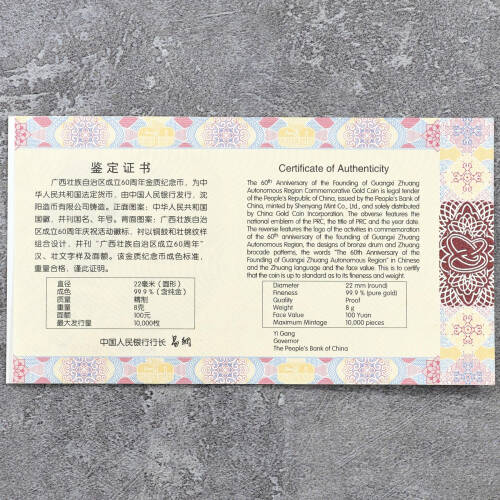 鉴定证书
广西壮族自治区成立60周年金质纪念币，为中
华人民共和国法定货币，由中国人民银行发行，沈
阳造币有限公司铸造。正面图案：中华人民共和国
国徽，并刊国名、年号。背面图案：广西壮族自治
区成立60周年庆祝活动徽标，衬以铜鼓和壮锦纹样
组合设计，并刊“广西壮族自治区成立60周年”
汉、壮文字样及面额。该金质纪念币成色标准，
重量合格，谨此证明。
直径 22毫米（圆形）
成色 99.9%（含纯金）
质量 精制
重量 8克
面额 100元
最大发行量 10,000枚
中国人民银行行长 易纲
Certificate of Authenticity
The 60th Anniversary of the Founding of Guangxi Zhuang
Autonomous Region Commemorative Gold Coin is legal tender
of the People's Republic of China, issued by the People's Bank of
China, minted by Shenyang Mint Co., Ltd., and solely distributed
by China Gold Coin Incorporation. The obverse features the
national emblem of the PRC, the title of PRC and the year date.
The reverse features the logo of the activities in commemoration
of the 60th anniversary of the founding of Guangxi Zhuang
Autonomous Region, the designs of bronze drum and Zhuang
brocade patterns, the words "The 60th Anniversary of the
Founding of Guangxi Zhuang Autonomous Region" in Chinese
and the Zhuang language and the face value. This is to certify
that the coin is up to standard as to its fineness and weight.
Diameter 22 mm (round)
Fineness 99.9 % (pure gold)
Quality Proof
Weight 8 g
Face Value 100 Yuan
Maximum Mintage 10,000 pieces
Yi Gang
Governor
The People's Bank of China